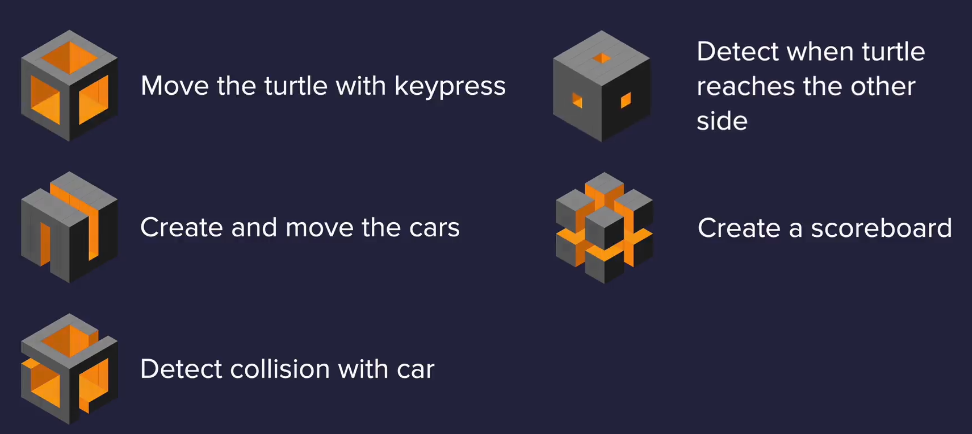 Move the turtle with keypress
Create and move the cars
Detect collision with car
Detect when turtle
reaches the other
side
Create a scoreboard